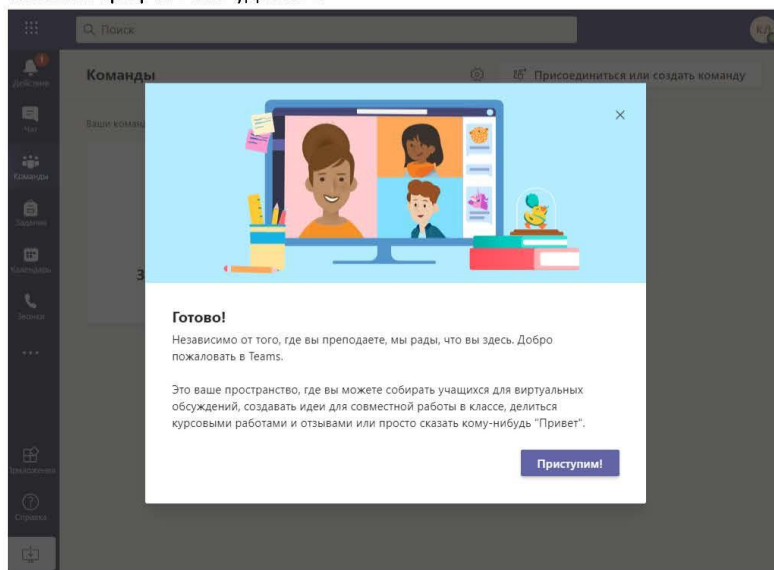 Поиск
КЛ
1
Действия
Команды
Присоединиться или создать команду
Чат
Ваши команды
Команды
Задания
З
Календарь
Звонки
Готово!
Независимо от того, где вы преподаете, мы рады, что вы здесь. Добро
пожаловать в Teams.
Это ваше пространство, где вы можете собирать учащихся для виртуальных
обсуждений, создавать идеи для совместной работы в классе, делиться
курсовыми работами и отзывами или просто сказать кому-нибудь "Привет".
Приступим!
Справка